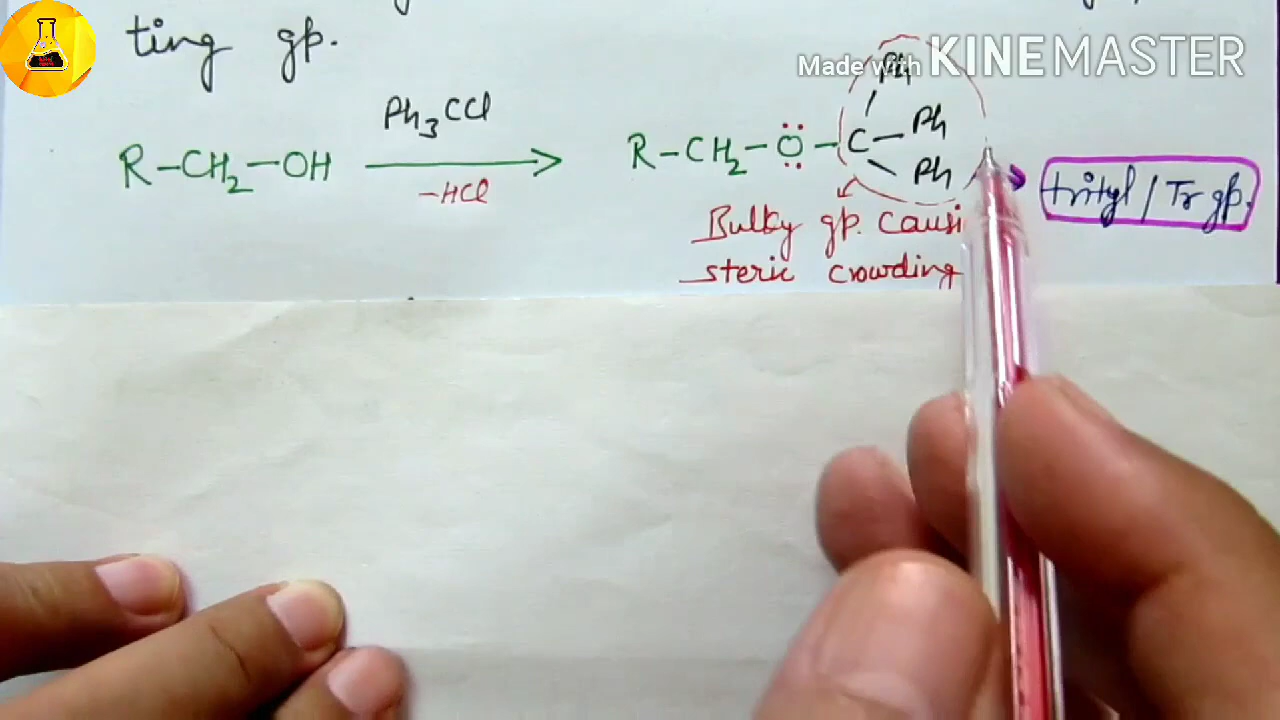 ting gp.
Made with KINEMASTER
Ph
Ph₃CCl
R-CH₂-OH
-HCl
R-CH₂-O-C-Ph
Ph
trityl / Tr gp.
Bulky gp. causi
steric crowding